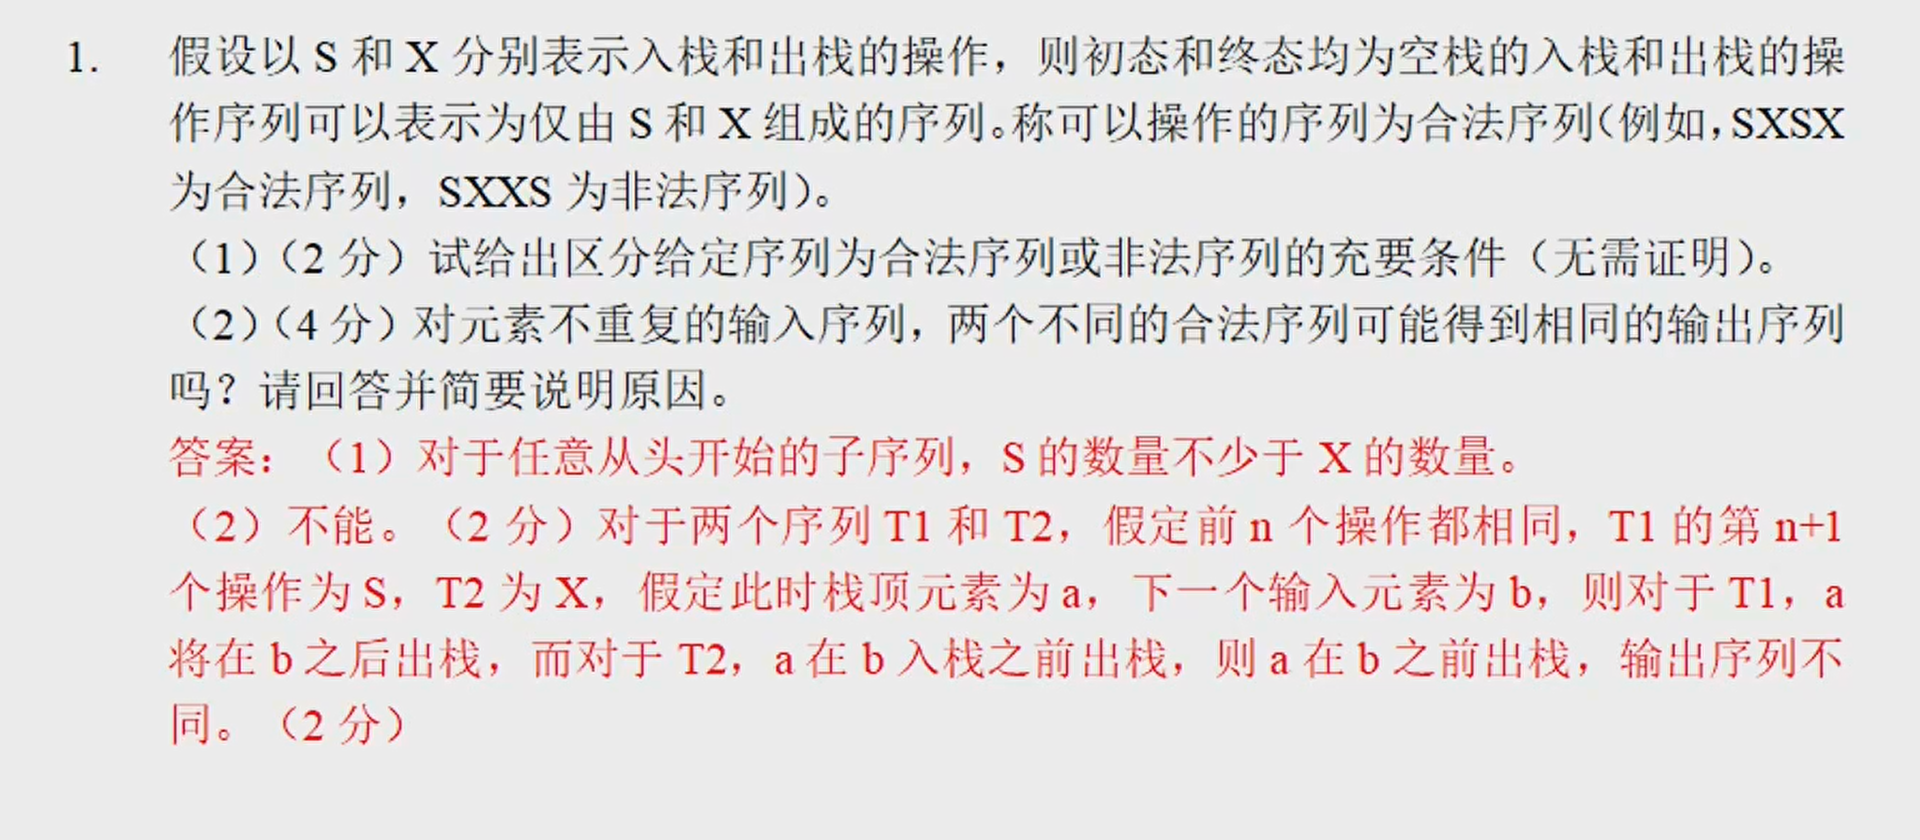 1. 假设以 S 和 X 分别表示入栈和出栈的操作，则初态和终态均为空栈的入栈和出栈的操
作序列可以表示为仅由 S 和 X 组成的序列。称可以操作的序列为合法序列（例如，SXSX
为合法序列，SXXS 为非法序列）。
（1）（2 分）试给出区分给定序列为合法序列或非法序列的充要条件（无需证明）。
（2）（4 分）对元素不重复的输入序列，两个不同的合法序列可能得到相同的输出序列
吗？请回答并简要说明原因。
答案：（1）对于任意从头开始的子序列，S 的数量不少于 X 的数量。
（2）不能。（2 分）对于两个序列 T1 和 T2，假定前 n 个操作都相同，T1 的第 n+1
个操作为 S，T2 为 X，假定此时栈顶元素为 a，下一个输入元素为 b，则对于 T1，a
将在 b 之后出栈，而对于 T2，a 在 b 入栈之前出栈，则 a 在 b 之前出栈，输出序列不
同。（2 分）